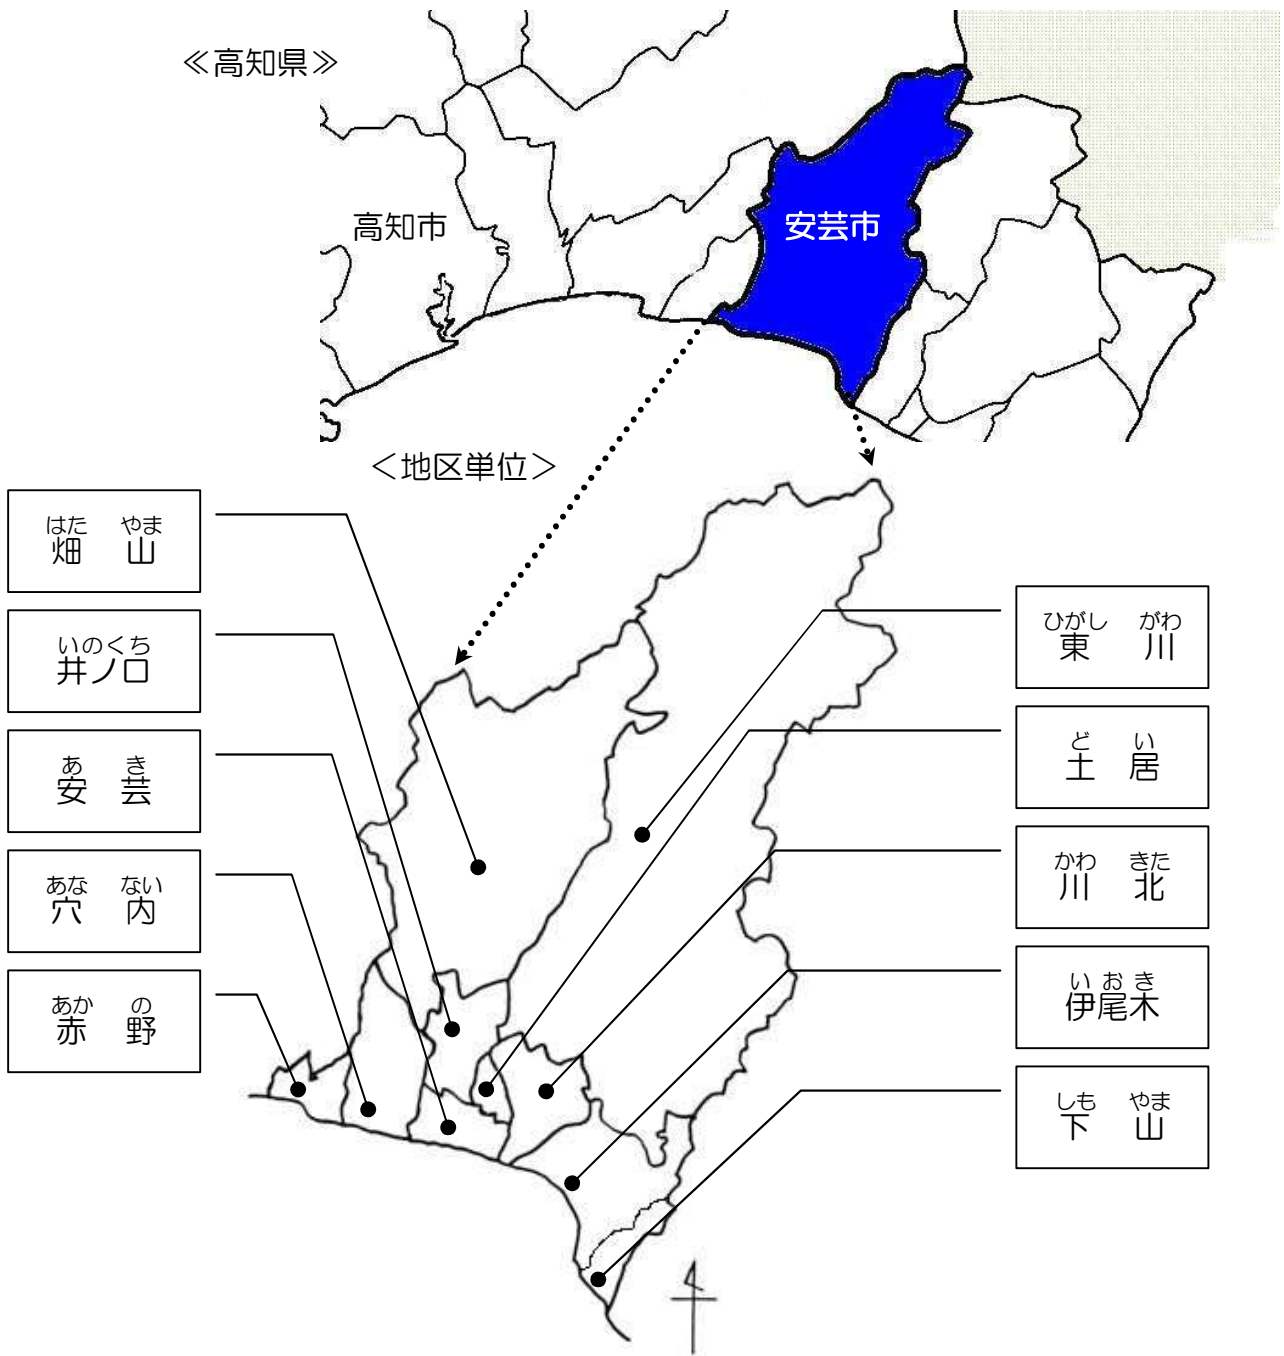 ≪高知県≫
高知市
安芸市
＜地区単位＞
はた やま
畑 山
いのくち
井ノ口
あ き
安 芸
あな ない
穴 内
あか の
赤 野
ひがし がわ
東 川
ど い
土 居
かわ きた
川 北
い お き
伊尾木
しも やま
下 山